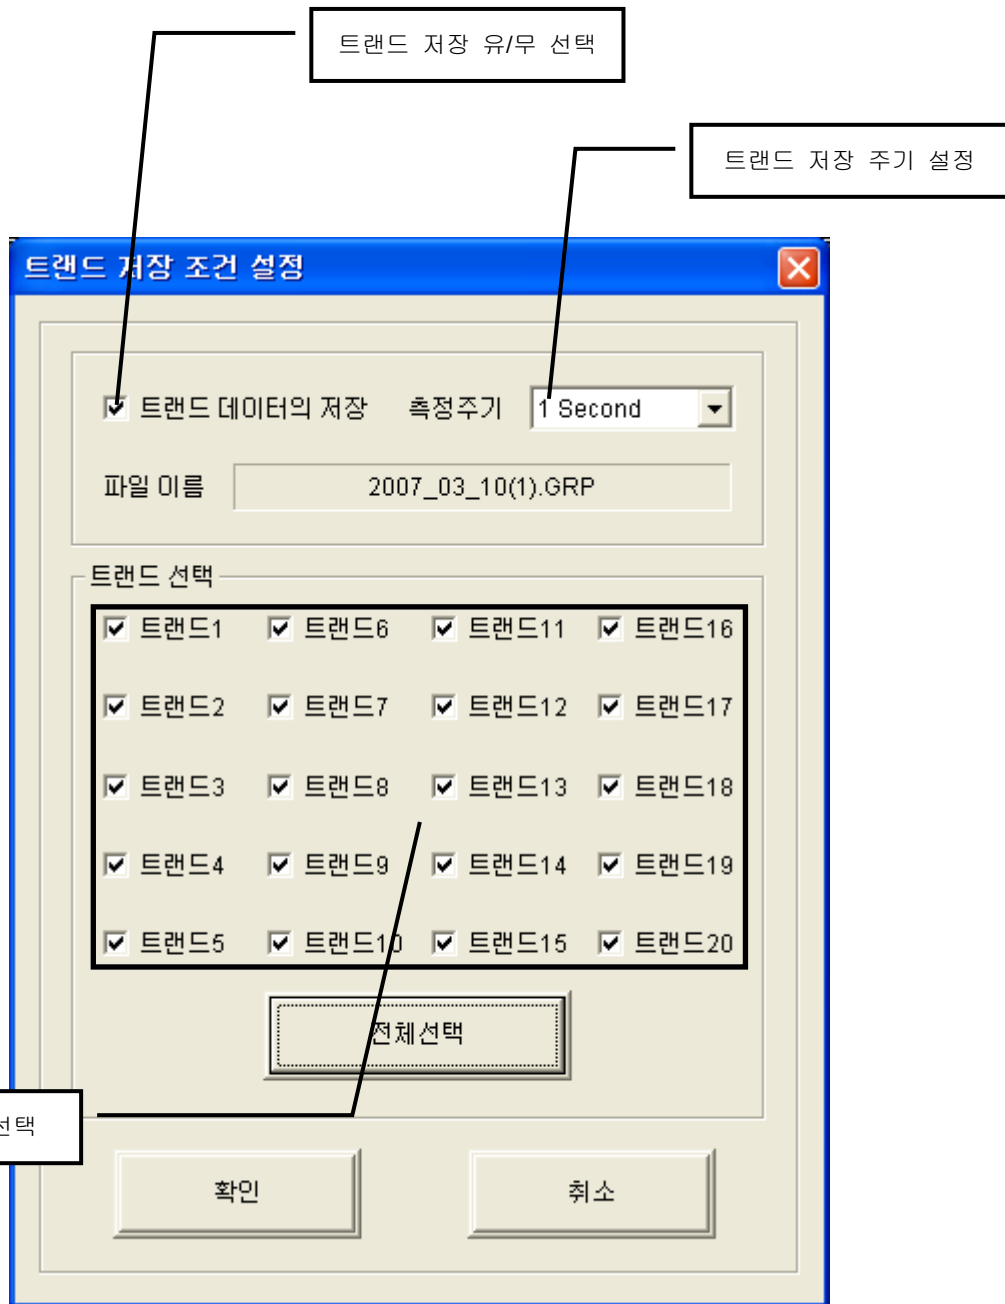 트랜드 저장 유/무 선택
트랜드 저장 주기 설정
트랜드 저장 조건 설정
트랜드 데이터의 저장 측정주기 1 Second
파일 이름 2007_03_10(1).GRP
트랜드 선택
트랜드1 트랜드6 트랜드11 트랜드16
트랜드2 트랜드7 트랜드12 트랜드17
트랜드3 트랜드8 트랜드13 트랜드18
트랜드4 트랜드9 트랜드14 트랜드19
트랜드5 트랜드10 트랜드15 트랜드20
전체선택
선택
확인 취소